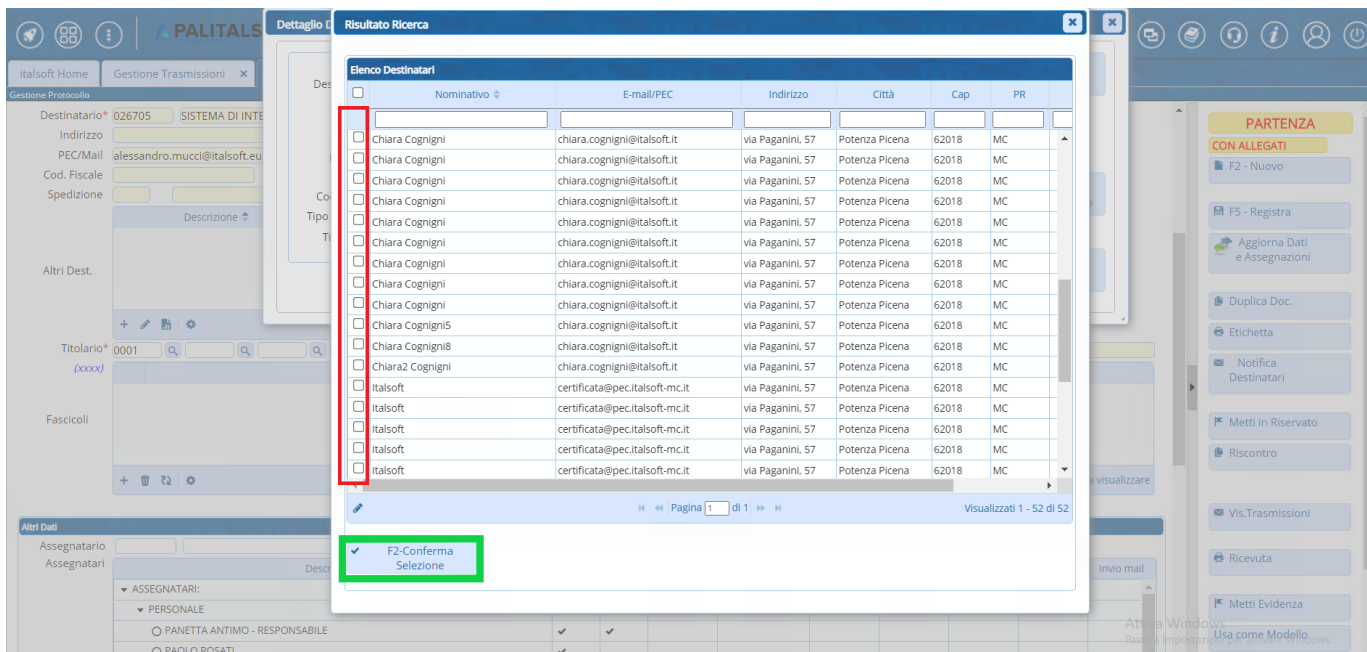 PALITALS
Dettaglio D
Risultato Ricerca
Italsoft Home
Gestione Trasmissioni
Gestione Protocollo
Destinatario* 026705 SISTEMA DI INTE
Indirizzo
PEC/Mail alessandro.mucci@italsoft.eu
Cod. Fiscale
Spedizione
Descrizione
Altri Dest.
Titolario* 0001
(xxxx)
Fascicoli
Des
Co
Tipo
Ti
Elenco Destinatari
Nominativo E-mail/PEC Indirizzo Città Cap PR
Chiara Cognigni chiara.cognigni@italsoft.it via Paganini, 57 Potenza Picena 62018 MC
Chiara Cognigni chiara.cognigni@italsoft.it via Paganini, 57 Potenza Picena 62018 MC
Chiara Cognigni chiara.cognigni@italsoft.it via Paganini, 57 Potenza Picena 62018 MC
Chiara Cognigni chiara.cognigni@italsoft.it via Paganini, 57 Potenza Picena 62018 MC
Chiara Cognigni chiara.cognigni@italsoft.it via Paganini, 57 Potenza Picena 62018 MC
Chiara Cognigni chiara.cognigni@italsoft.it via Paganini, 57 Potenza Picena 62018 MC
Chiara Cognigni chiara.cognigni@italsoft.it via Paganini, 57 Potenza Picena 62018 MC
Chiara Cognigni chiara.cognigni@italsoft.it via Paganini, 57 Potenza Picena 62018 MC
Chiara Cognigni chiara.cognigni@italsoft.it via Paganini, 57 Potenza Picena 62018 MC
Chiara Cognigni5 chiara.cognigni@italsoft.it via Paganini, 57 Potenza Picena 62018 MC
Chiara Cognigni8 chiara.cognigni@italsoft.it via Paganini, 57 Potenza Picena 62018 MC
Chiara2 Cognigni chiara.cognigni@italsoft.it via Paganini, 57 Potenza Picena 62018 MC
Italsoft certificata@pec.italsoft-mc.it via Paganini, 57 Potenza Picena 62018 MC
Italsoft certificata@pec.italsoft-mc.it via Paganini, 57 Potenza Picena 62018 MC
Italsoft certificata@pec.italsoft-mc.it via Paganini, 57 Potenza Picena 62018 MC
Italsoft certificata@pec.italsoft-mc.it via Paganini, 57 Potenza Picena 62018 MC
Italsoft certificata@pec.italsoft-mc.it via Paganini, 57 Potenza Picena 62018 MC
Pagina 1 di 1
Visualizzati 1 - 52 di 52
F2-Conferma
Selezione
PARTENZA
CON ALLEGATI
F2 - Nuovo
F5 - Registra
Aggiorna Dati
e Assegnazioni
Duplica Doc.
Etichetta
Notifica
Destinatari
Metti In Riservato
Riscontro
Vis.Trasmissioni
Ricevuta
Metti Evidenza
Usa come Modello
visualizzare
Altri Dati
Assegnatario
Assegnatari
Descr
Invio mail
ASSEGNATARI:
PERSONALE
PANETTA ANTIMO - RESPONSABILE
PAOLO ROSATI
Attiva Windows